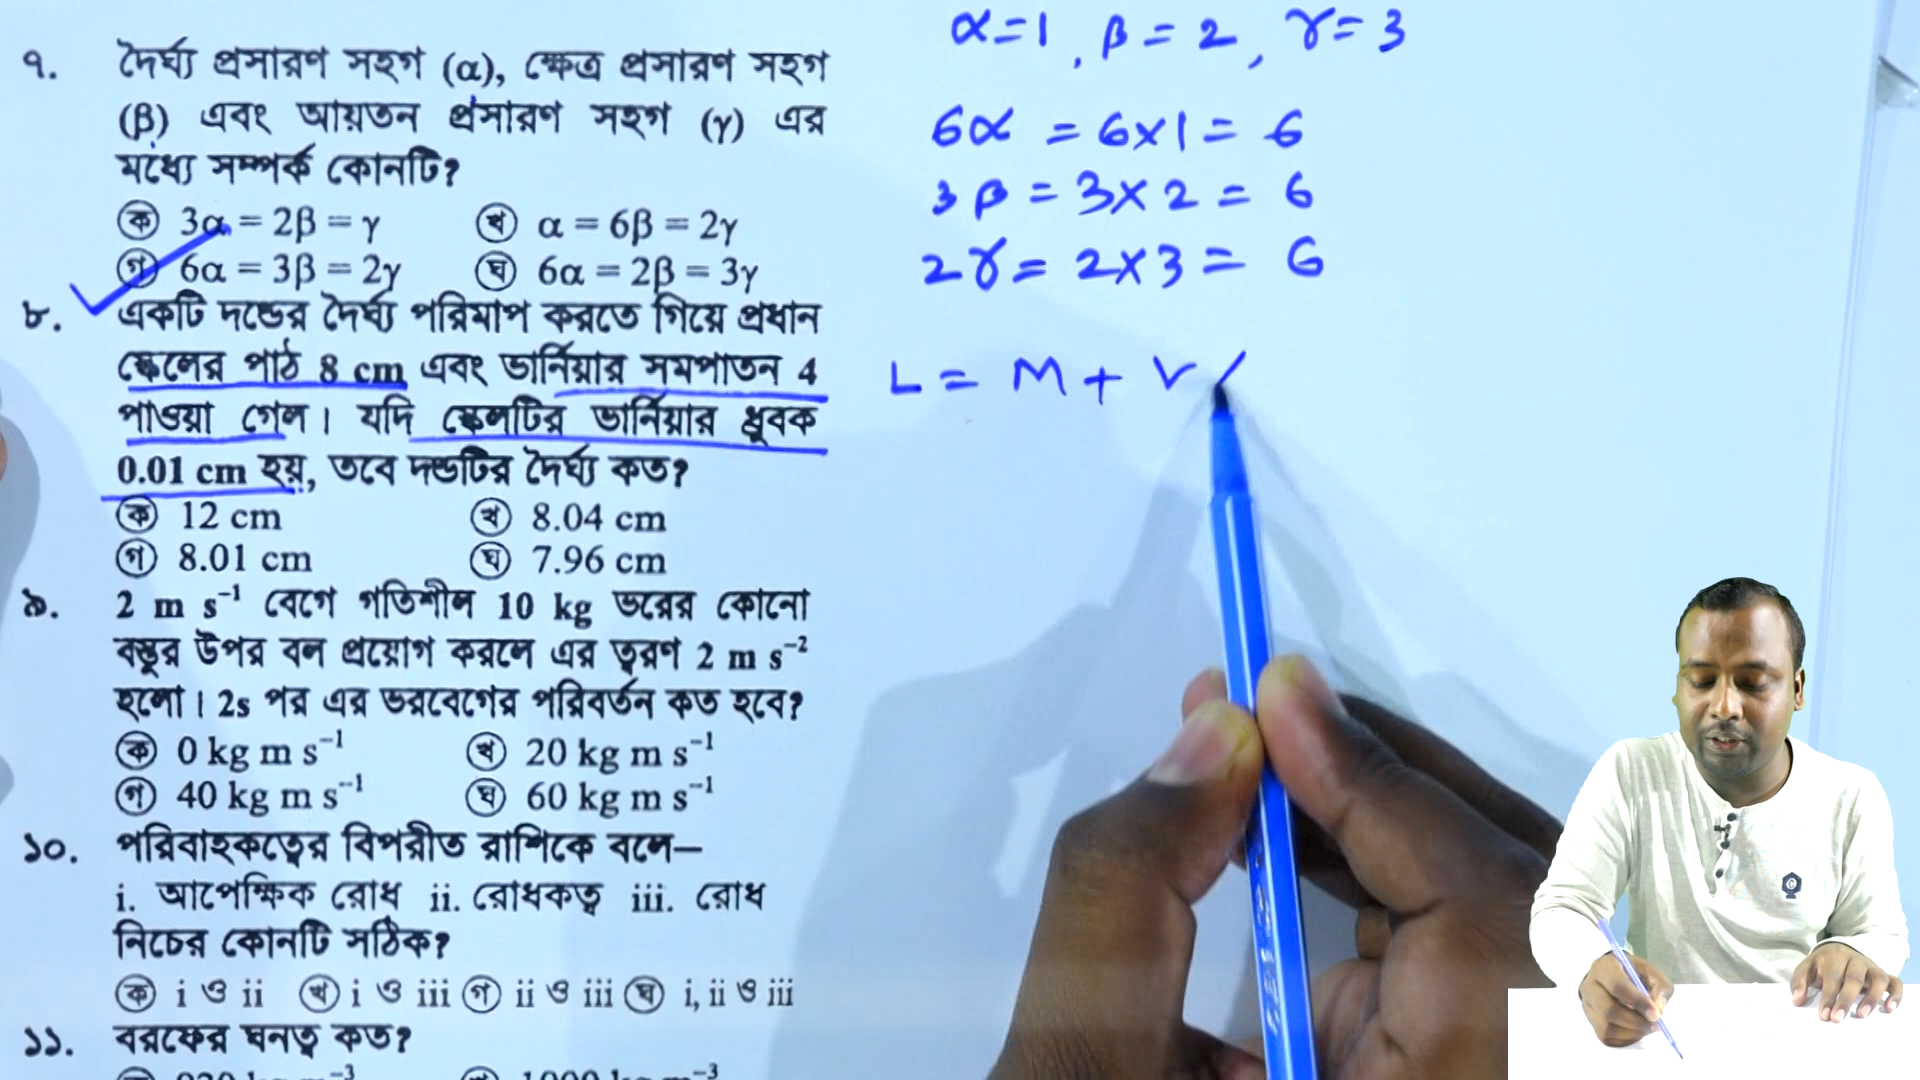 ৭. দৈর্ঘ্য প্রসারণ সহগ (α), ক্ষেত্র প্রসারণ সহগ
(β) এবং আয়তন প্রসারণ সহগ (γ) এর
মধ্যে সম্পর্ক কোনটি?
ক 3α = 2β = γ খ α = 6β = 2γ
গ 6α = 3β = 2γ ঘ 6α = 2β = 3γ
৮. একটি দন্ডের দৈর্ঘ্য পরিমাপ করতে গিয়ে প্রধান
স্কেলের পাঠ 8 cm এবং ভার্নিয়ার সমপাতন 4
পাওয়া গেল। যদি স্কেলটির ভার্নিয়ার ধ্রুবক
0.01 cm হয়, তবে দন্ডটির দৈর্ঘ্য কত?
ক 12 cm খ 8.04 cm
গ 8.01 cm ঘ 7.96 cm
৯. 2 m s⁻¹ বেগে গতিশীল 10 kg ভরের কোনো
বস্তুর উপর বল প্রয়োগ করলে এর ত্বরণ 2 m s⁻²
হলো। 2s পর এর ভরবেগের পরিবর্তন কত হবে?
ক 0 kg m s⁻¹ খ 20 kg m s⁻¹
গ 40 kg m s⁻¹ ঘ 60 kg m s⁻¹
১০. পরিবাহকত্বের বিপরীত রাশিকে বলে–
i. আপেক্ষিক রোধ ii. রোধকত্ব iii. রোধ
নিচের কোনটি সঠিক?
ক i ও ii খ i ও iii গ ii ও iii ঘ i, ii ও iii
১১. বরফের ঘনত্ব কত?
α=1, β=2, γ=3
6α = 6×1 = 6
3β = 3×2 = 6
2γ = 2×3 = 6
L = M + V